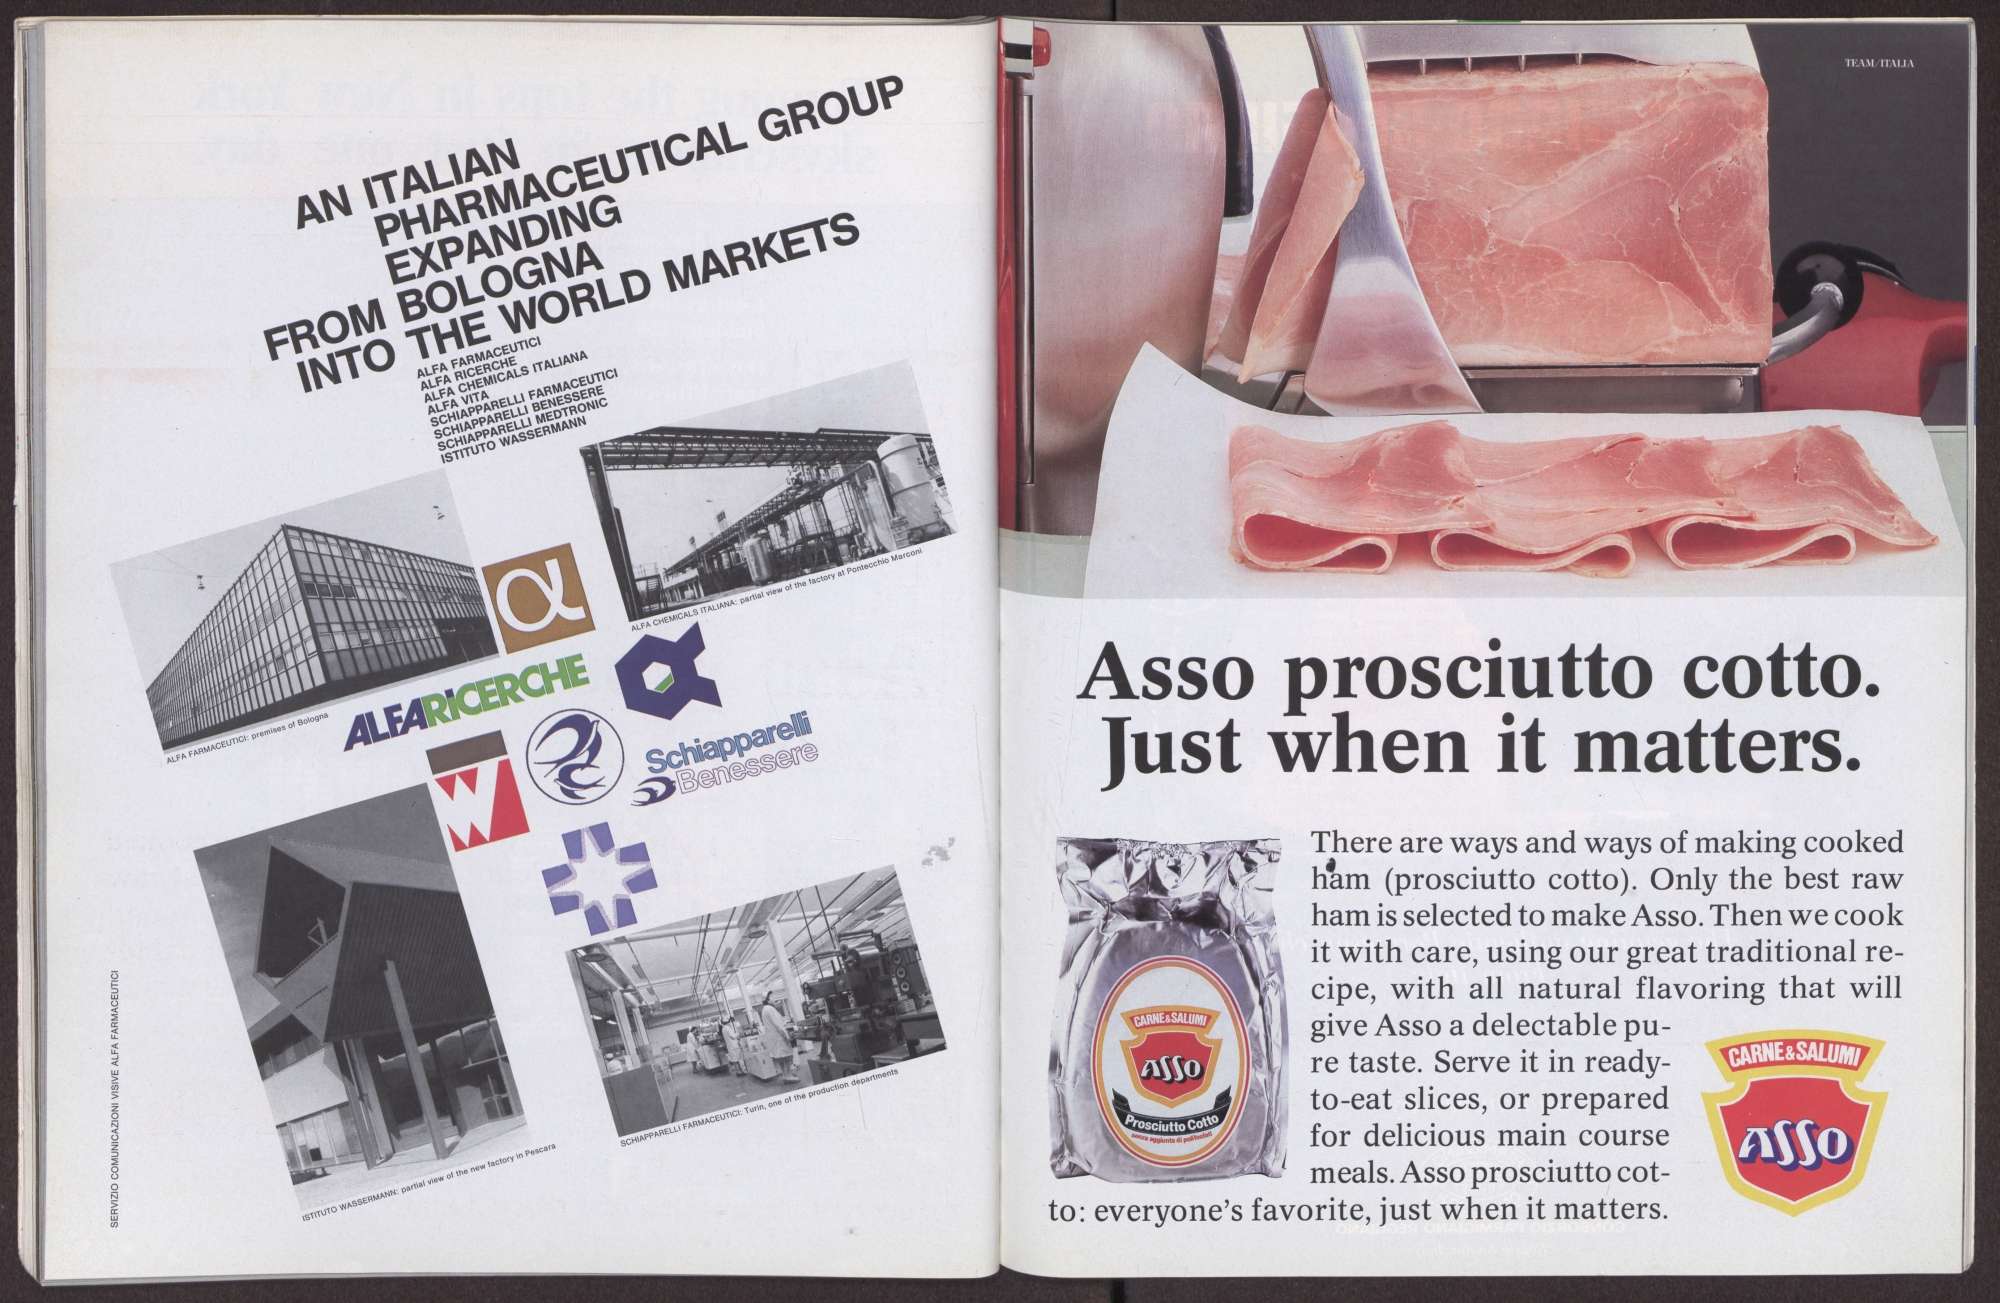 AN ITALIAN
PHARMACEUTICAL GROUP
EXPANDING
FROM BOLOGNA
INTO THE WORLD MARKETS
ALFA FARMACEUTICI
ALFA RICERCHE
ALFA CHEMICALS ITALIANA
ALFA VITA
SCHIAPPARELLI FARMACEUTICI
SCHIAPPARELLI BENESSERE
SCHIAPPARELLI MEDTRONIC
ISTITUTO WASSERMANN
ALFA CHEMICALS ITALIANA: partial view of the factory at Pontecchio Marconi
α
ALFA FARMACEUTICI: premises of Bologna
ALFARICERCHE
Schiapparelli
Benessere
W
ISTITUTO WASSERMANN: partial view of the new factory in Pescara
SCHIAPPARELLI FARMACEUTICI: Turin, one of the production departments
SERVIZIO COMUNICAZIONI VISIVE ALFA FARMACEUTICI
TEAM/ITALIA
Asso prosciutto cotto.
Just when it matters.
There are ways and ways of making cooked
ham (prosciutto cotto). Only the best raw
ham is selected to make Asso. Then we cook
it with care, using our great traditional re-
cipe, with all natural flavoring that will
give Asso a delectable pu-
re taste. Serve it in ready-
to-eat slices, or prepared
for delicious main course
meals. Asso prosciutto cot-
to: everyone's favorite, just when it matters.
CARNE & SALUMI
ASSO
Prosciutto Cotto
senza aggiunta di polifosfati
CARNE & SALUMI
ASSO